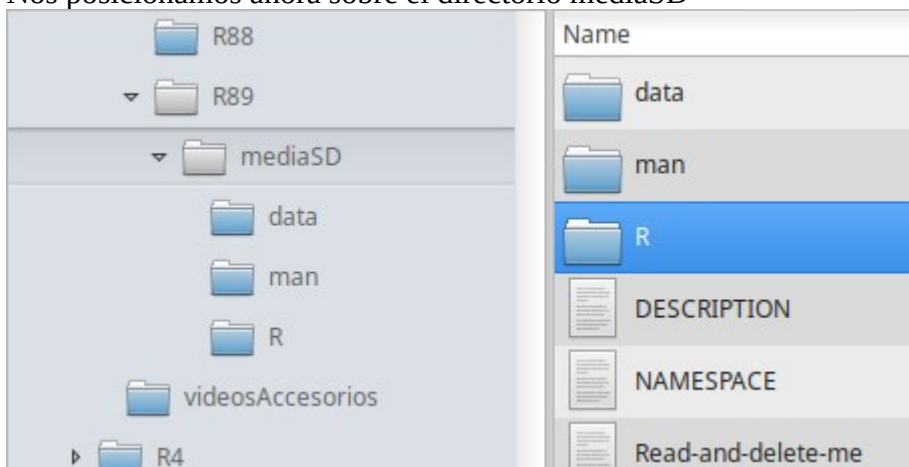 Nos posicionamos ahora sobre el directorio mediaSD
R88
R89
mediaSD
data
man
R
videosAccesorios
R4
Name
data
man
R
DESCRIPTION
NAMESPACE
Read-and-delete-me